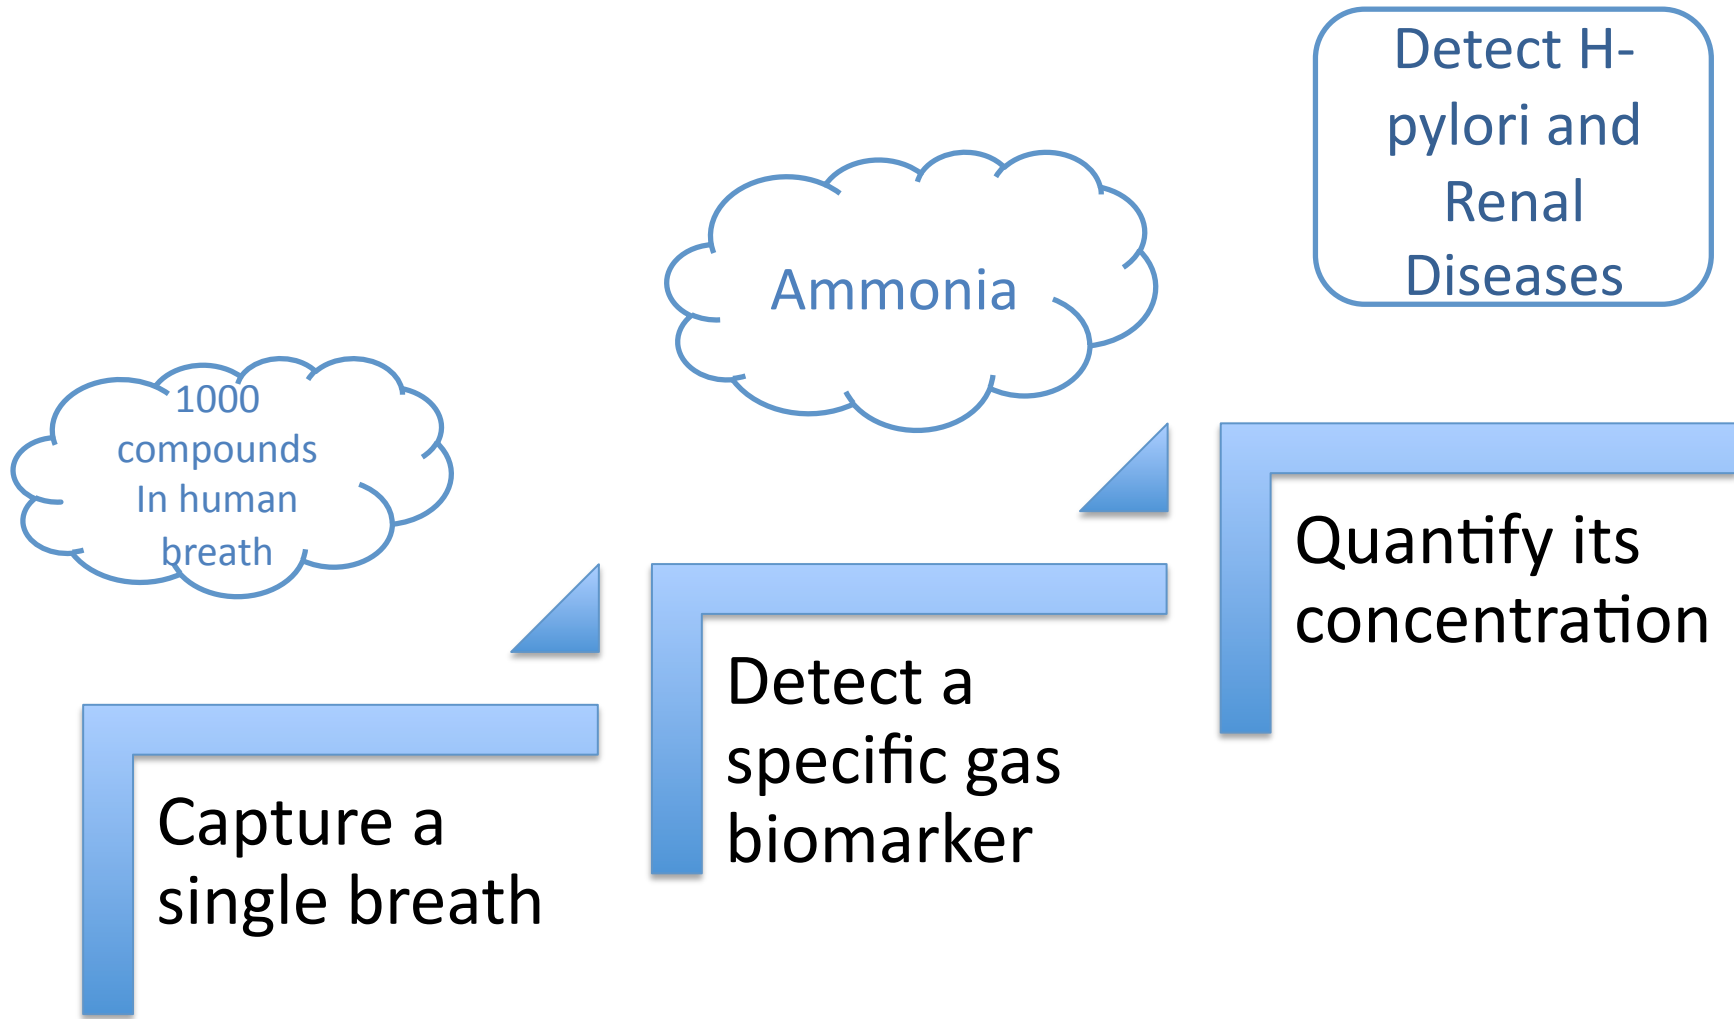 1000
compounds
In human
breath
Capture a
single breath
Ammonia
Detect a
specific gas
biomarker
Detect H-
pylori and
Renal
Diseases
Quantify its
concentration